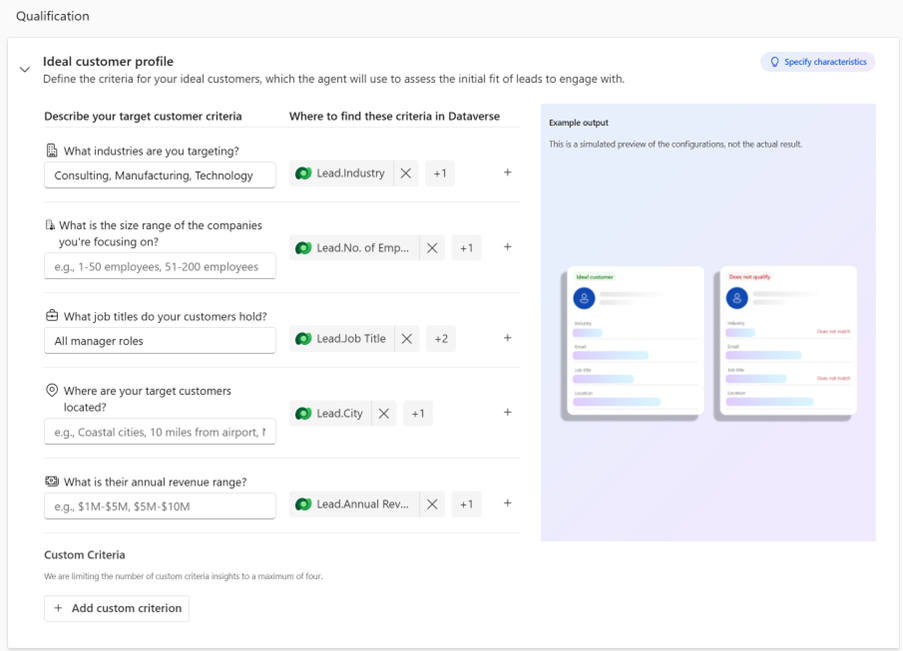 Qualification
Ideal customer profile
Specify characteristics
Define the criteria for your ideal customers, which the agent will use to assess the initial fit of leads to engage with.
Describe your target customer criteria
Where to find these criteria in Dataverse
What industries are you targeting?
Consulting, Manufacturing, Technology
Lead.Industry
+1
What is the size range of the companies
you're focusing on?
e.g., 1-50 employees, 51-200 employees
Lead.No. of Emp...
+1
What job titles do your customers hold?
All manager roles
Lead.Job Title
+2
Where are your target customers
located?
e.g., Coastal cities, 10 miles from airport,
Lead.City
+1
What is their annual revenue range?
e.g., $1M-$5M, $5M-$10M
Lead.Annual Rev...
+1
Custom Criteria
We are limiting the number of custom criteria insights to a maximum of four.
+ Add custom criterion
Example output
This is a simulated preview of the configurations, not the actual result.
Ideal customer
Industry
Email
Job title
Location
Does not qualify
Industry
Does not match
Email
Job title
Does not match
Location